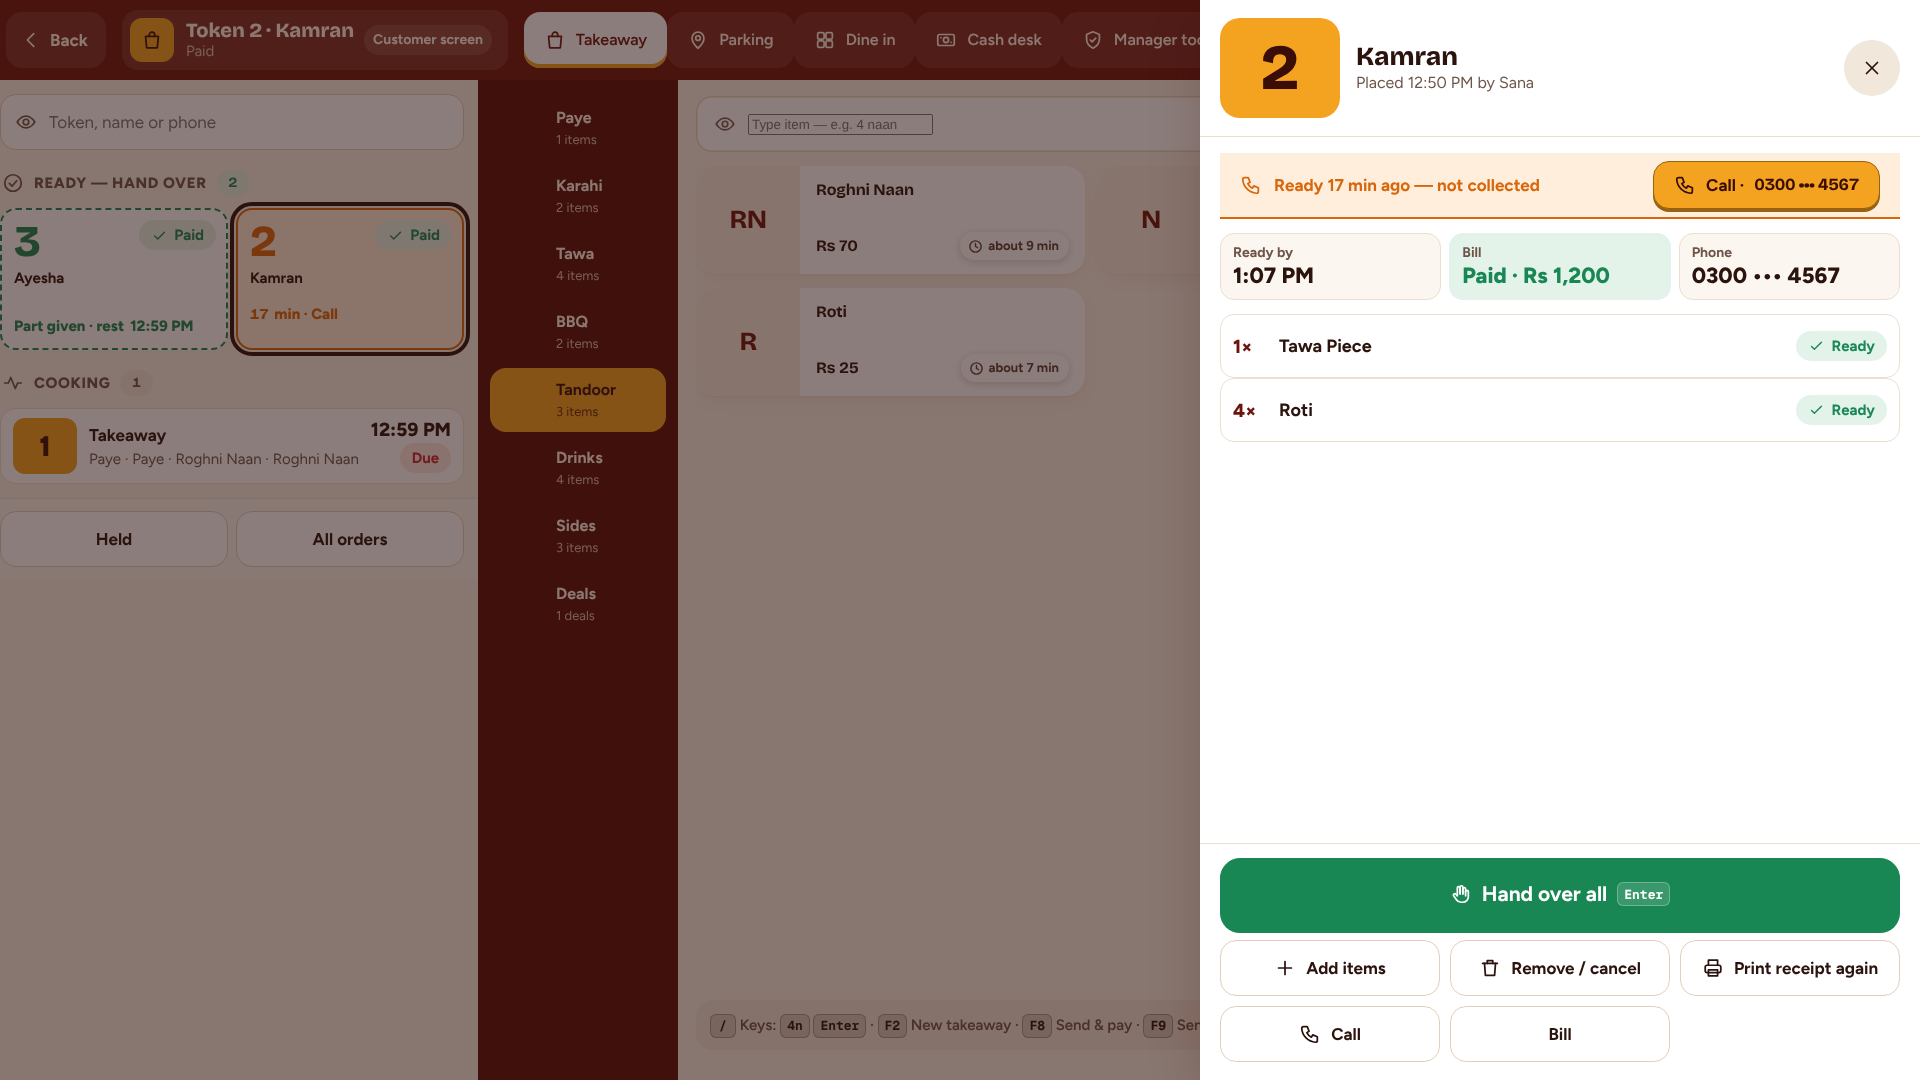 Back
Token 2 · Kamran
Paid
Customer screen
Takeaway
Parking
Dine in
Cash desk
Manager
Token, name or phone
READY — HAND OVER 2
3
Paid
Ayesha
Part given · rest 12:59 PM
2
Paid
Kamran
17 min · Call
COOKING 1
1
Takeaway
Paye · Paye · Roghni Naan · Roghni Naan
12:59 PM
Due
Held
All orders
Paye
1 items
Karahi
2 items
Tawa
4 items
BBQ
2 items
Tandoor
3 items
Drinks
4 items
Sides
3 items
Deals
1 deals
Type item — e.g. 4 naan
RN
Roghni Naan
Rs 70
about 9 min
N
R
Roti
Rs 25
about 7 min
/ Keys: 4n Enter · F2 New takeaway · F8 Send & pay · F9
2
Kamran
Placed 12:50 PM by Sana
Ready 17 min ago — not collected
Call · 0300 ••• 4567
Ready by
1:07 PM
Bill
Paid · Rs 1,200
Phone
0300 ••• 4567
1× Tawa Piece
Ready
4× Roti
Ready
Hand over all Enter
Add items
Remove / cancel
Print receipt again
Call
Bill